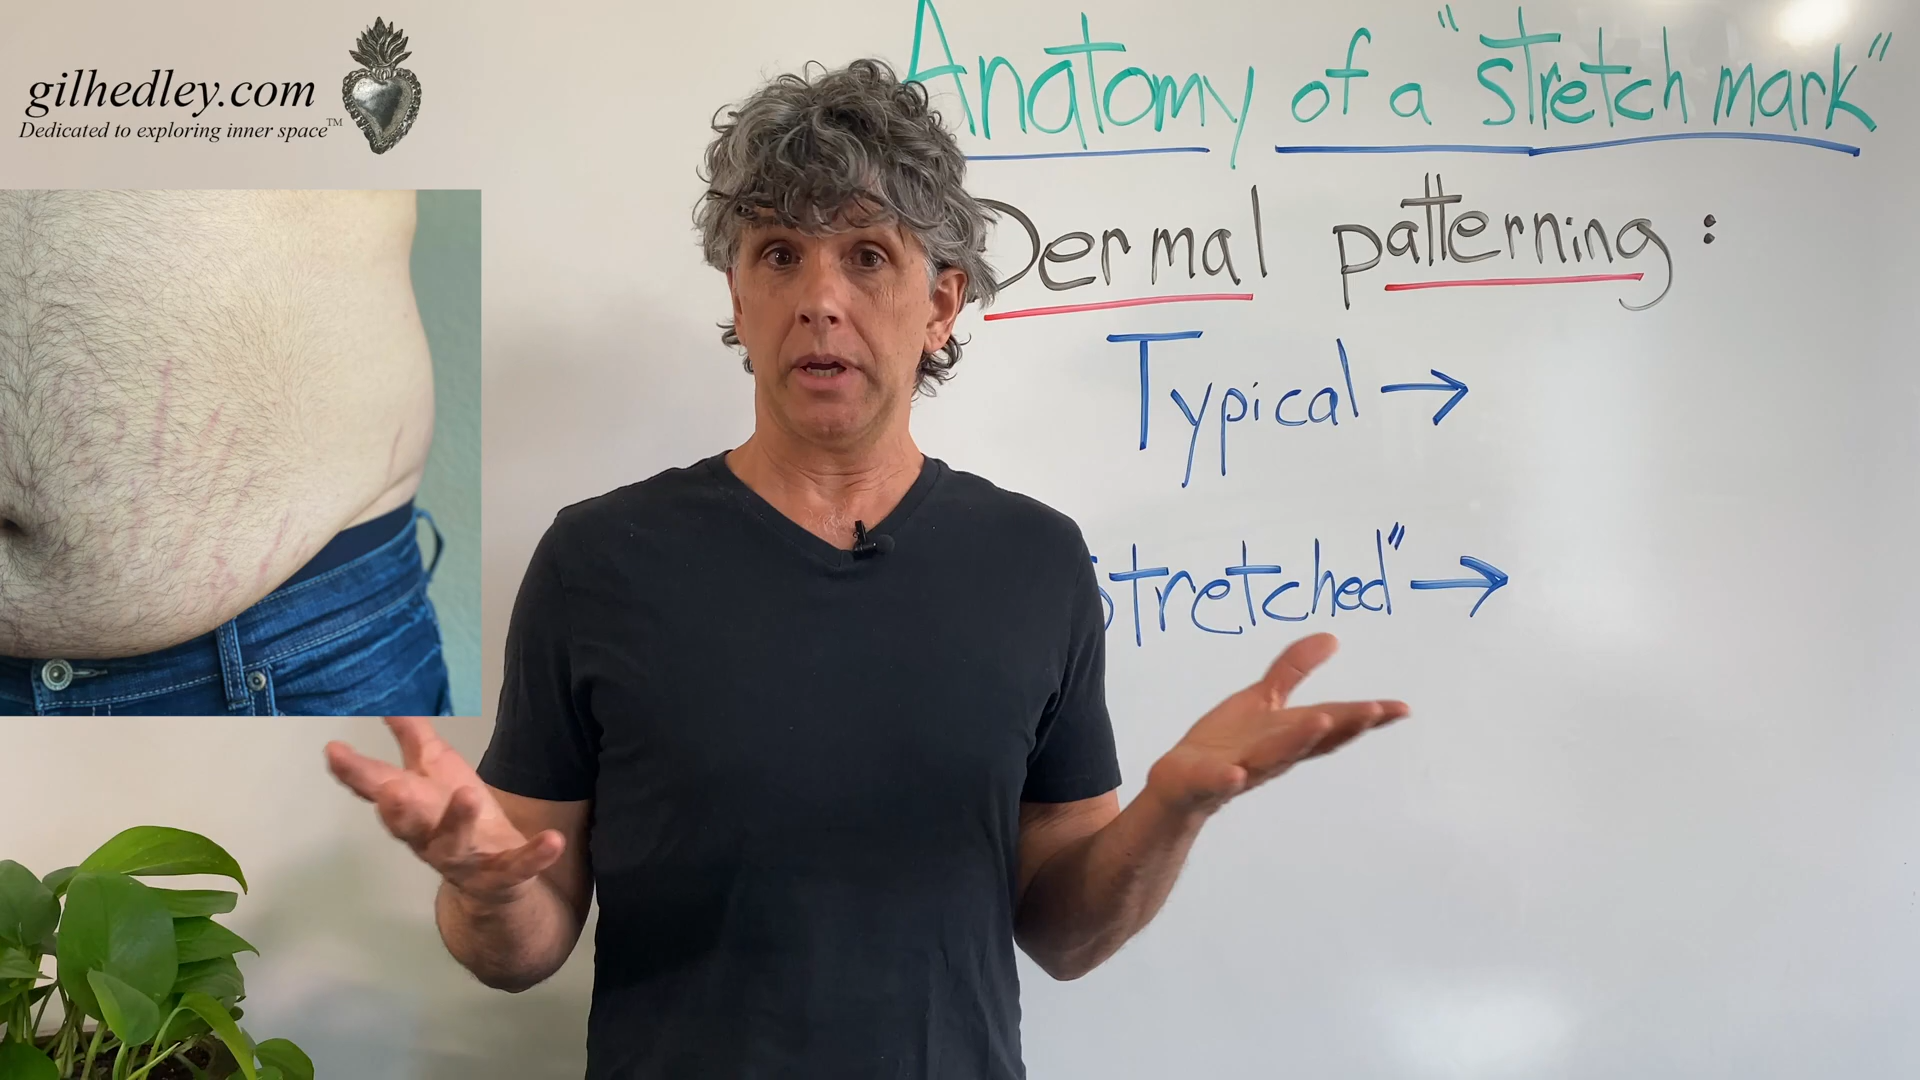 gilhedley.com
Dedicated to exploring inner space™
Anatomy of a "stretch mark"
Dermal patterning:
Typical →
Stretched" →